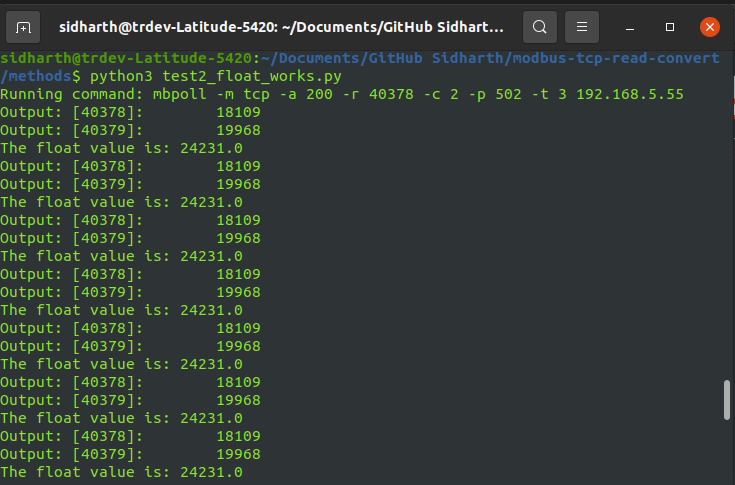 sidharth@trdev-Latitude-5420: ~/Documents/GitHub Sidhart...
sidharth@trdev-Latitude-5420:~/Documents/GitHub Sidharth/modbus-tcp-read-convert
/methods$ python3 test2_float_works.py
Running command: mbpoll -m tcp -a 200 -r 40378 -c 2 -p 502 -t 3 192.168.5.55
Output: [40378]:        18109
Output: [40379]:        19968
The float value is: 24231.0
Output: [40378]:        18109
Output: [40379]:        19968
The float value is: 24231.0
Output: [40378]:        18109
Output: [40379]:        19968
The float value is: 24231.0
Output: [40378]:        18109
Output: [40379]:        19968
The float value is: 24231.0
Output: [40378]:        18109
Output: [40379]:        19968
The float value is: 24231.0
Output: [40378]:        18109
Output: [40379]:        19968
The float value is: 24231.0
Output: [40378]:        18109
Output: [40379]:        19968
The float value is: 24231.0